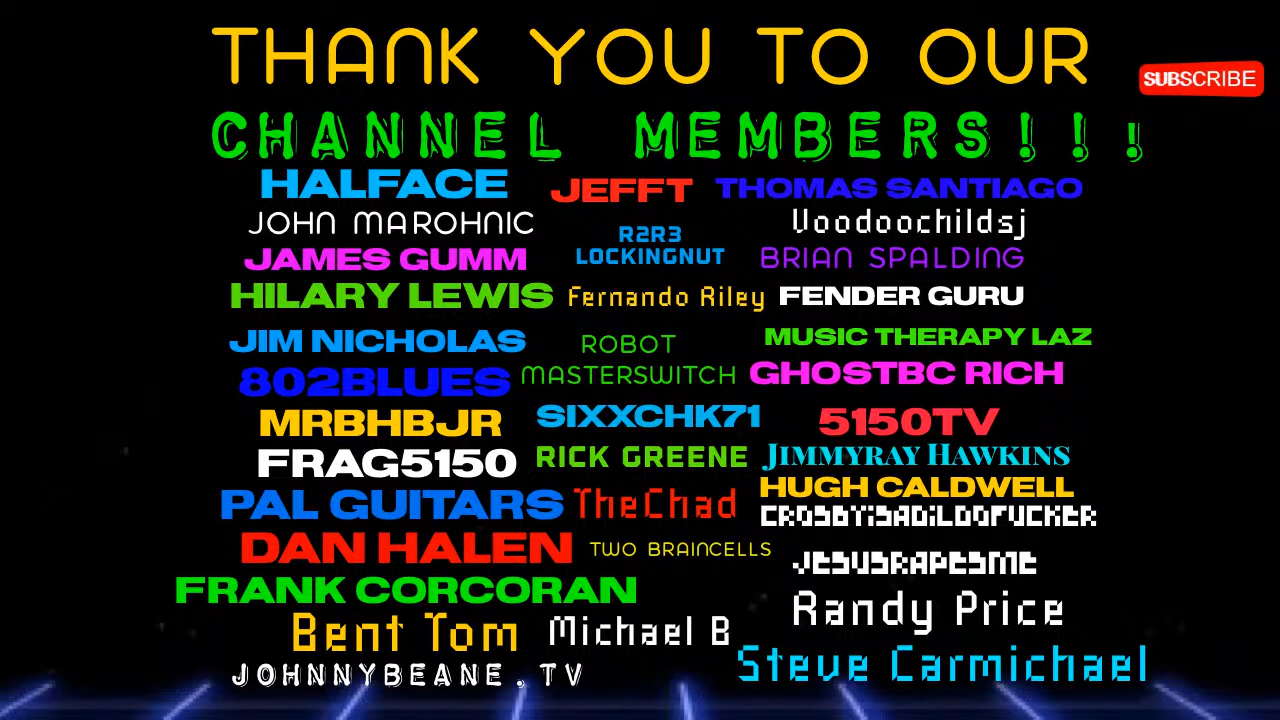 THANK YOU TO OUR
SUBSCRIBE
CHANNEL MEMBERS!!!
HALFACE
JEFFT
THOMAS SANTIAGO
JOHN MAROHNIC
R2R3
LOCKINGNUT
Voodoochildsj
JAMES GUMM
BRIAN SPALDING
HILARY LEWIS
Fernando Riley
FENDER GURU
JIM NICHOLAS
ROBOT
MASTERSWITCH
MUSIC THERAPY LAZ
802BLUES
GHOSTBC RICH
MRBHBJR
SIXXCHK71
5150TV
FRAG5150
RICK GREENE
JIMMYRAY HAWKINS
PAL GUITARS
TheChad
HUGH CALDWELL
CROSBYiSADiLDOFUCKER
DAN HALEN
TWO BRAINCELLS
JESUSRAPESME
FRANK CORCORAN
Randy Price
Bent Tom
Michael B
Steve Carmichael
JOHNNYBEANE.TV